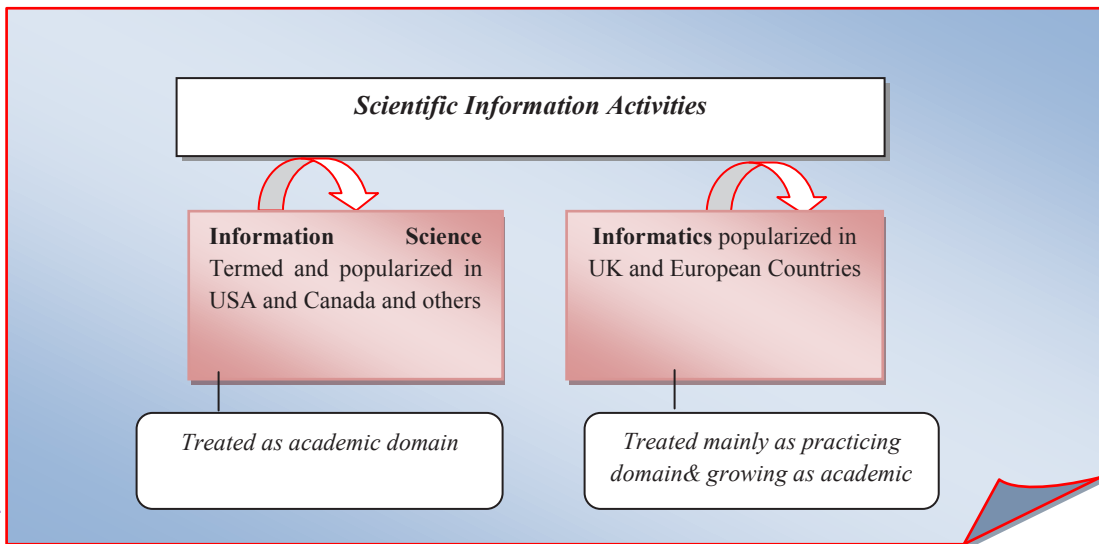 Scientific Information Activities
Information Science
Termed and popularized in
USA and Canada and others
Informatics popularized in
UK and European Countries
Treated as academic domain
Treated mainly as practicing
domain& growing as academic